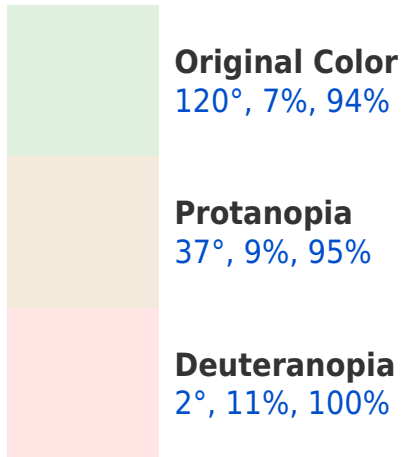 Original Color
120°, 7%, 94%
Protanopia
37°, 9%, 95%
Deuteranopia
2°, 11%, 100%